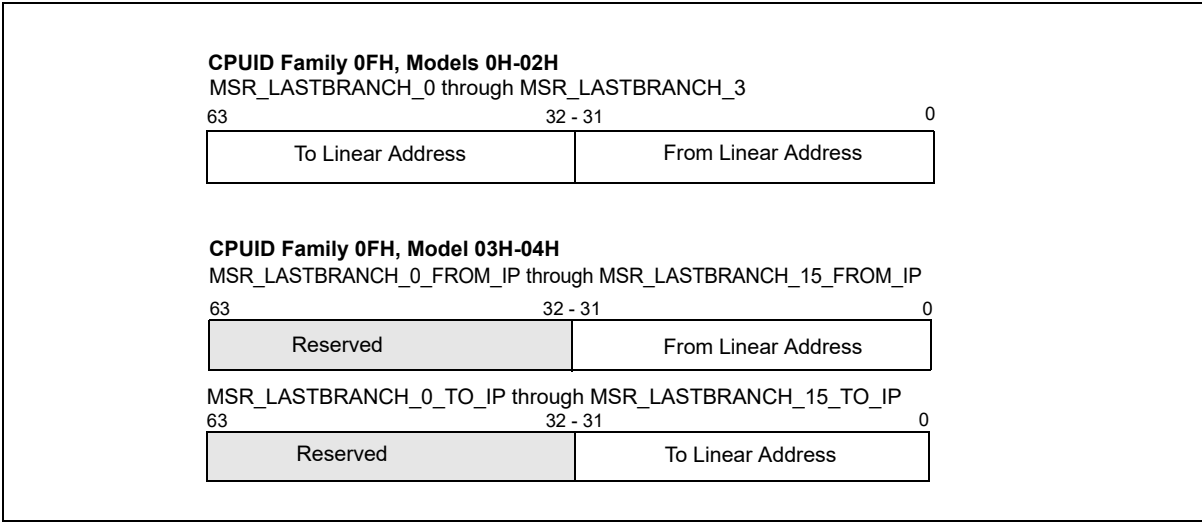 CPUID Family 0FH, Models 0H-02H
MSR_LASTBRANCH_0 through MSR_LASTBRANCH_3
63 32 - 31 0
To Linear Address From Linear Address
CPUID Family 0FH, Model 03H-04H
MSR_LASTBRANCH_0_FROM_IP through MSR_LASTBRANCH_15_FROM_IP
63 32 - 31 0
Reserved From Linear Address
MSR_LASTBRANCH_0_TO_IP through MSR_LASTBRANCH_15_TO_IP
63 32 - 31 0
Reserved To Linear Address